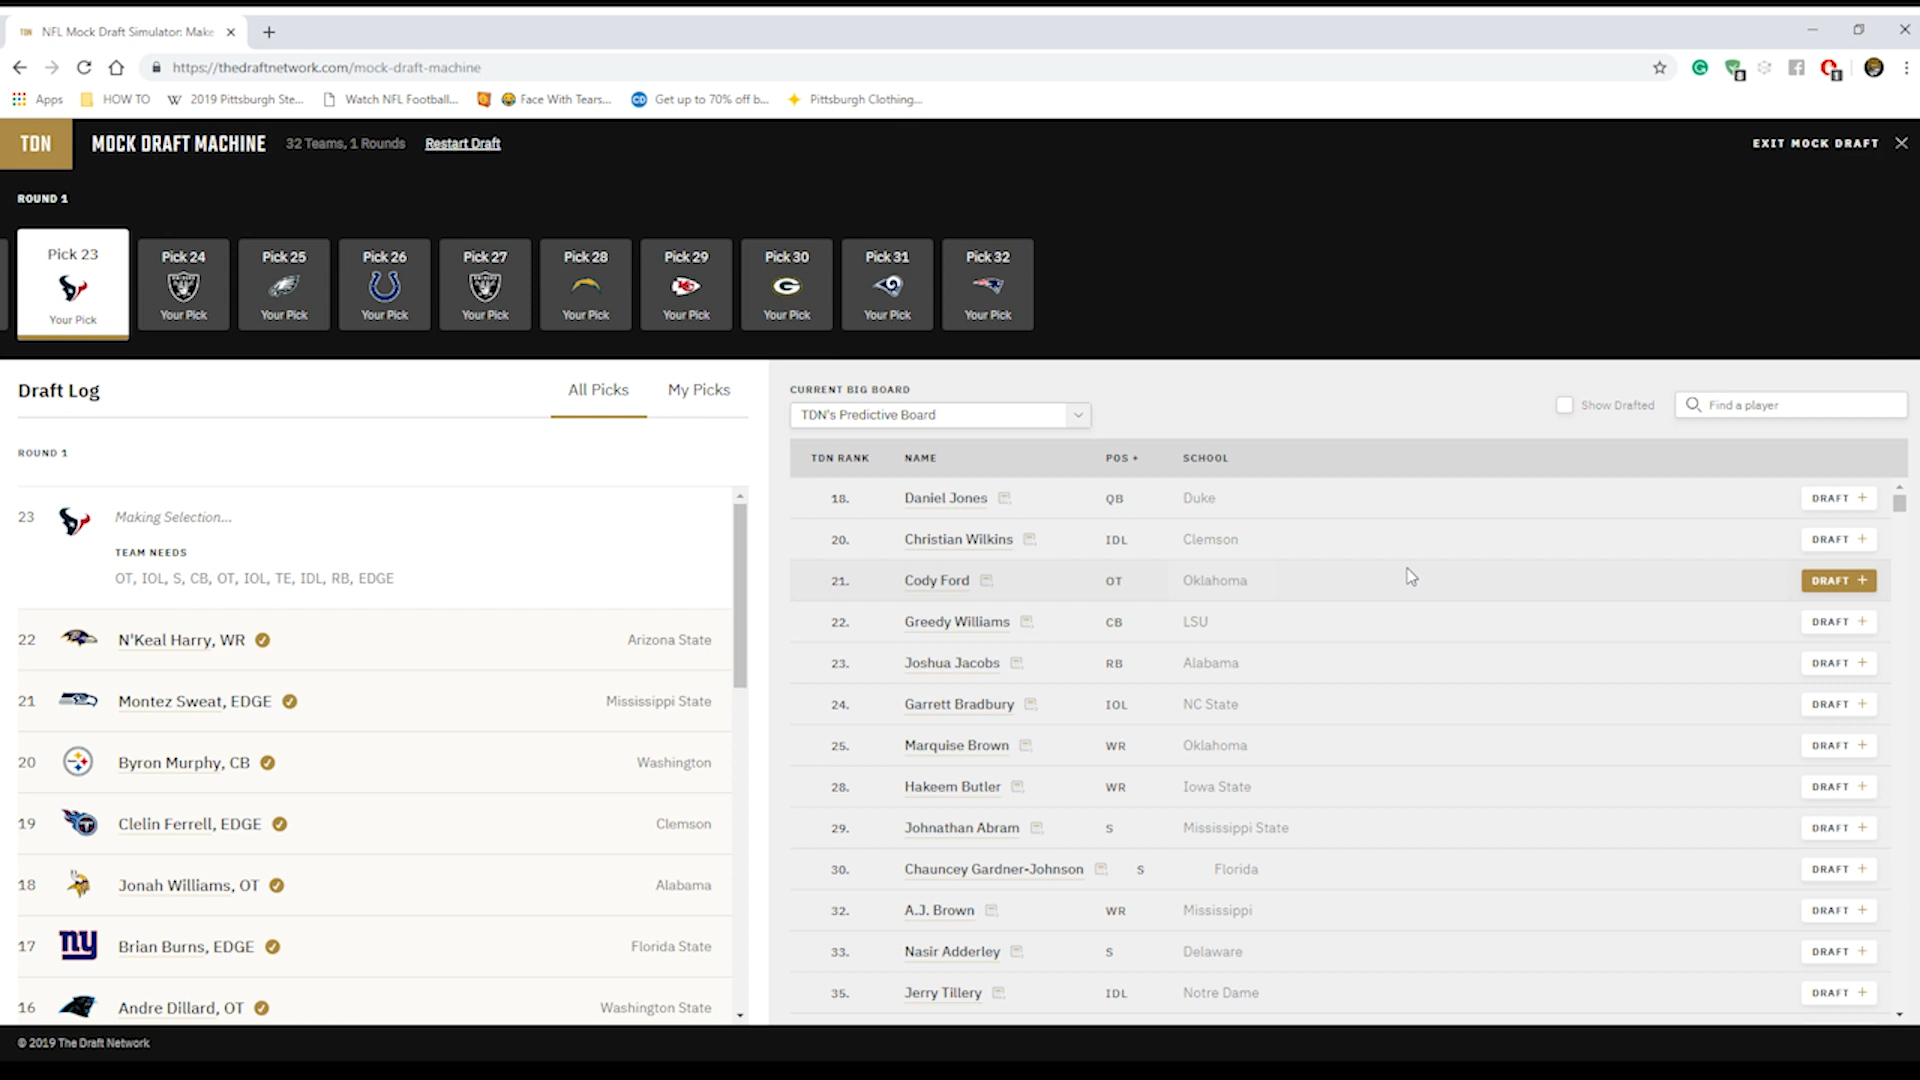 TDN NFL Mock Draft Simulator: Make
https://thedraftnetwork.com/mock-draft-machine
Apps HOW TO W 2019 Pittsburgh Ste... Watch NFL Football... Face With Tears... CD Get up to 70% off b... Pittsburgh Clothing...
TDN MOCK DRAFT MACHINE 32 Teams, 1 Rounds Restart Draft EXIT MOCK DRAFT
ROUND 1
Pick 23 Pick 24 Pick 25 Pick 26 Pick 27 Pick 28 Pick 29 Pick 30 Pick 31 Pick 32
Your Pick Your Pick Your Pick Your Pick Your Pick Your Pick Your Pick Your Pick Your Pick Your Pick
Draft Log All Picks My Picks
ROUND 1
23 Making Selection...
TEAM NEEDS
OT, IOL, S, CB, OT, IOL, TE, IDL, RB, EDGE
22 N'Keal Harry, WR Arizona State
21 Montez Sweat, EDGE Mississippi State
20 Byron Murphy, CB Washington
19 Clelin Ferrell, EDGE Clemson
18 Jonah Williams, OT Alabama
17 ny Brian Burns, EDGE Florida State
16 Andre Dillard, OT Washington State
CURRENT BIG BOARD
TDN's Predictive Board Show Drafted Find a player
TDN RANK NAME POS + SCHOOL
18. Daniel Jones QB Duke DRAFT +
20. Christian Wilkins IDL Clemson DRAFT +
21. Cody Ford OT Oklahoma DRAFT +
22. Greedy Williams CB LSU DRAFT +
23. Joshua Jacobs RB Alabama DRAFT +
24. Garrett Bradbury IOL NC State DRAFT +
25. Marquise Brown WR Oklahoma DRAFT +
28. Hakeem Butler WR Iowa State DRAFT +
29. Johnathan Abram S Mississippi State DRAFT +
30. Chauncey Gardner-Johnson S Florida DRAFT +
32. A.J. Brown WR Mississippi DRAFT +
33. Nasir Adderley S Delaware DRAFT +
35. Jerry Tillery IDL Notre Dame DRAFT +
© 2019 The Draft Network